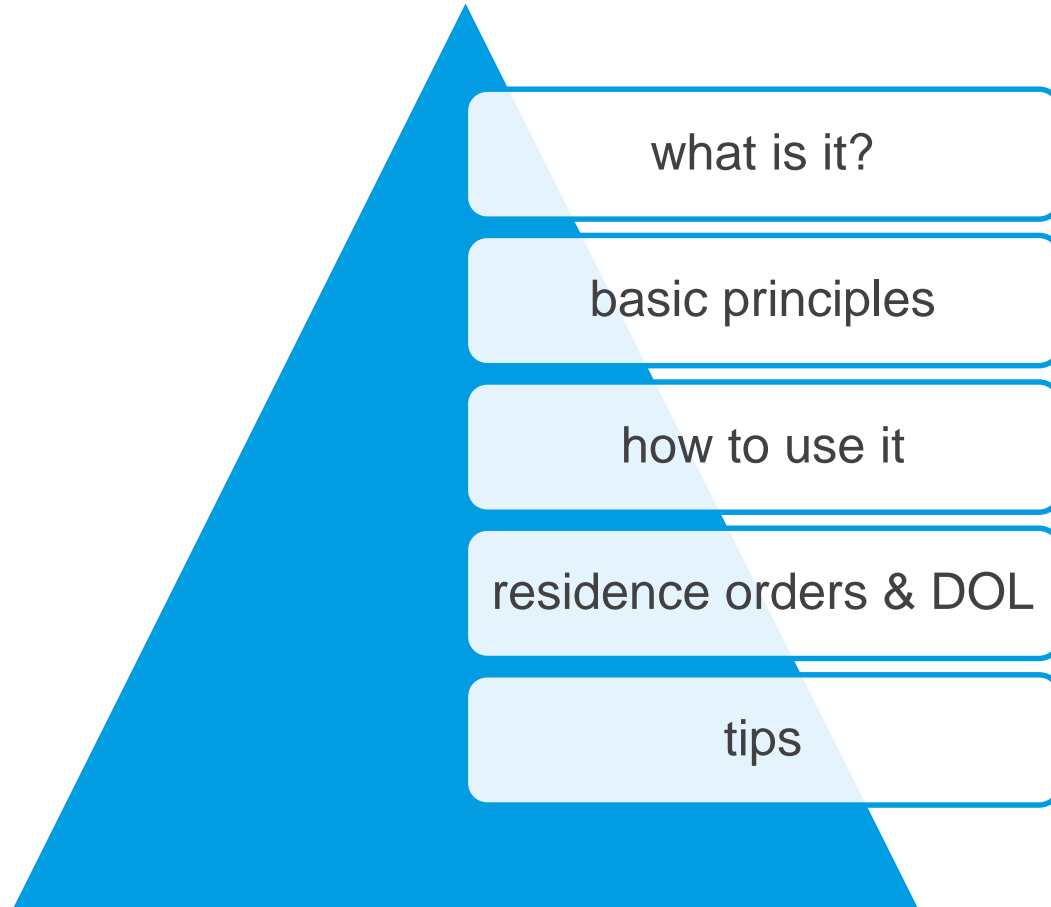 what is it?
basic principles
how to use it
residence orders & DOL
tips